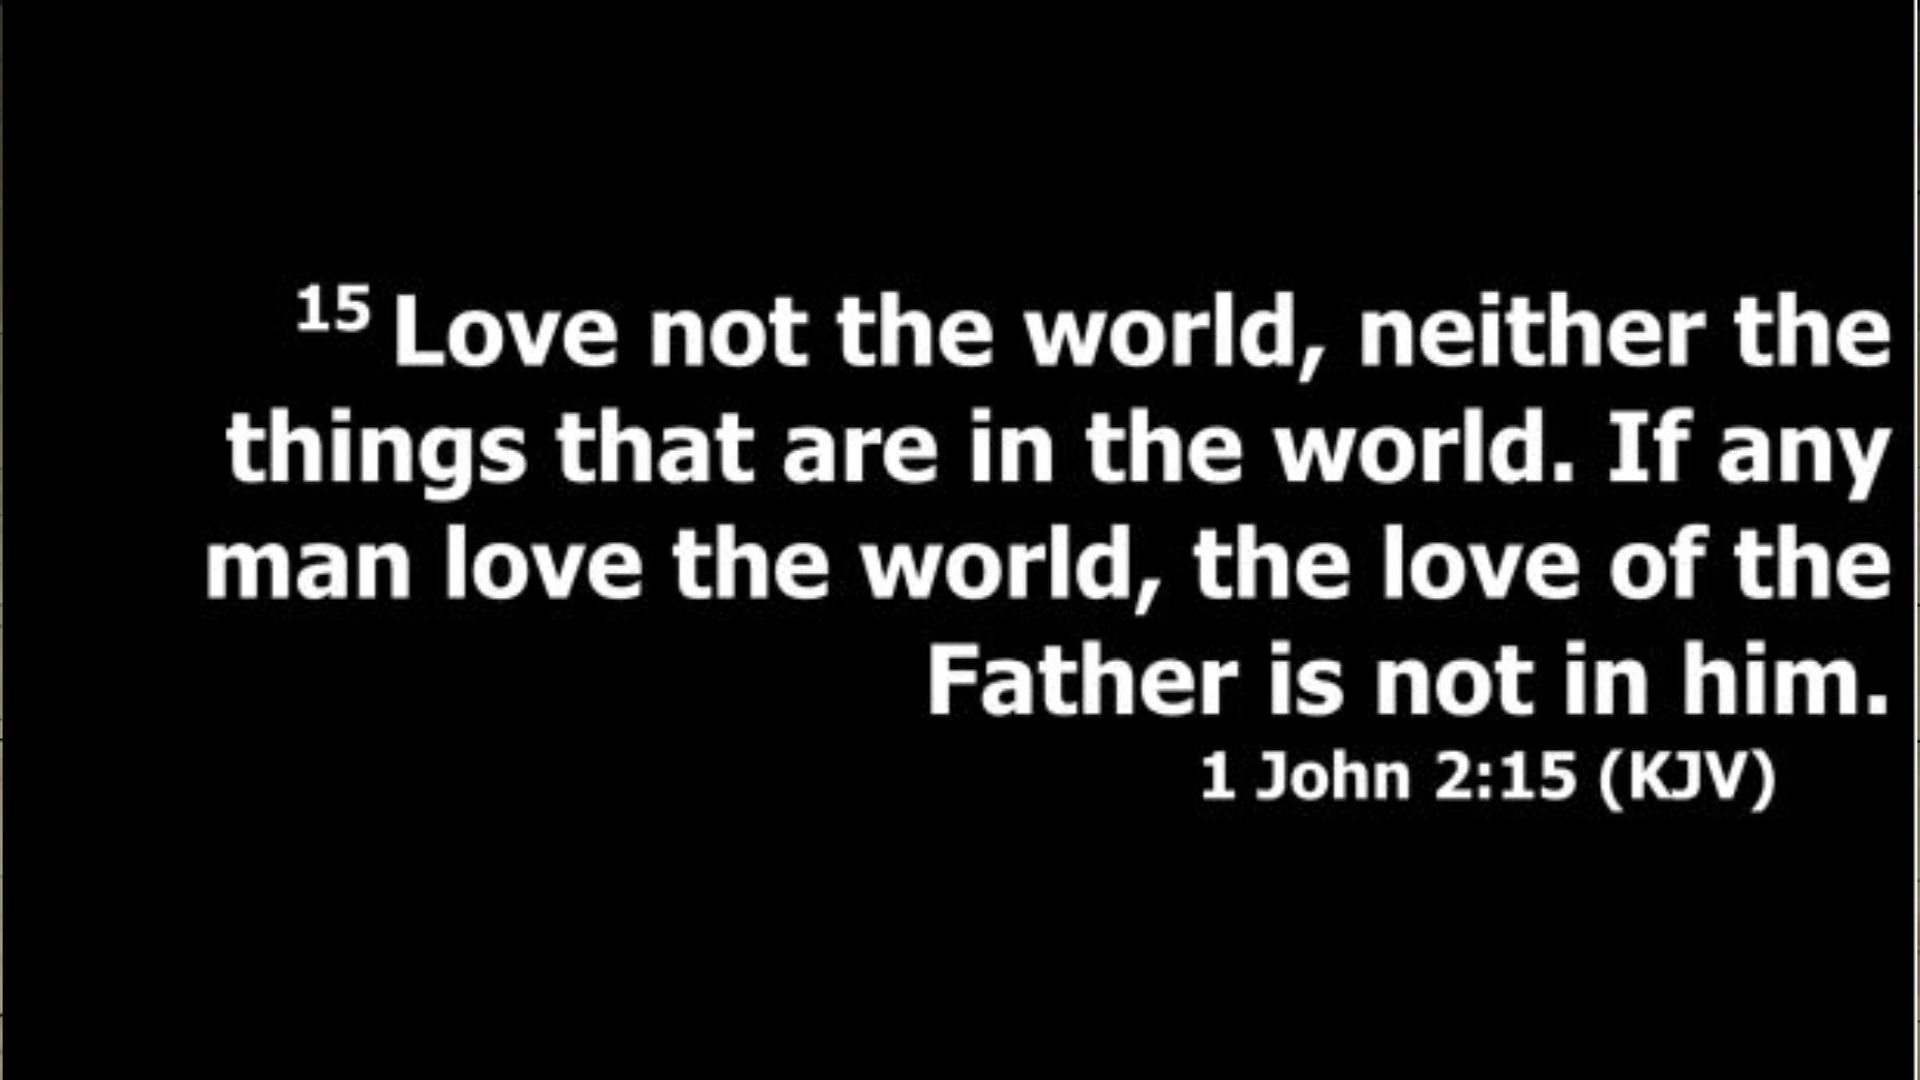 15 Love not the world, neither the
things that are in the world. If any
man love the world, the love of the
Father is not in him.
1 John 2:15 (KJV)